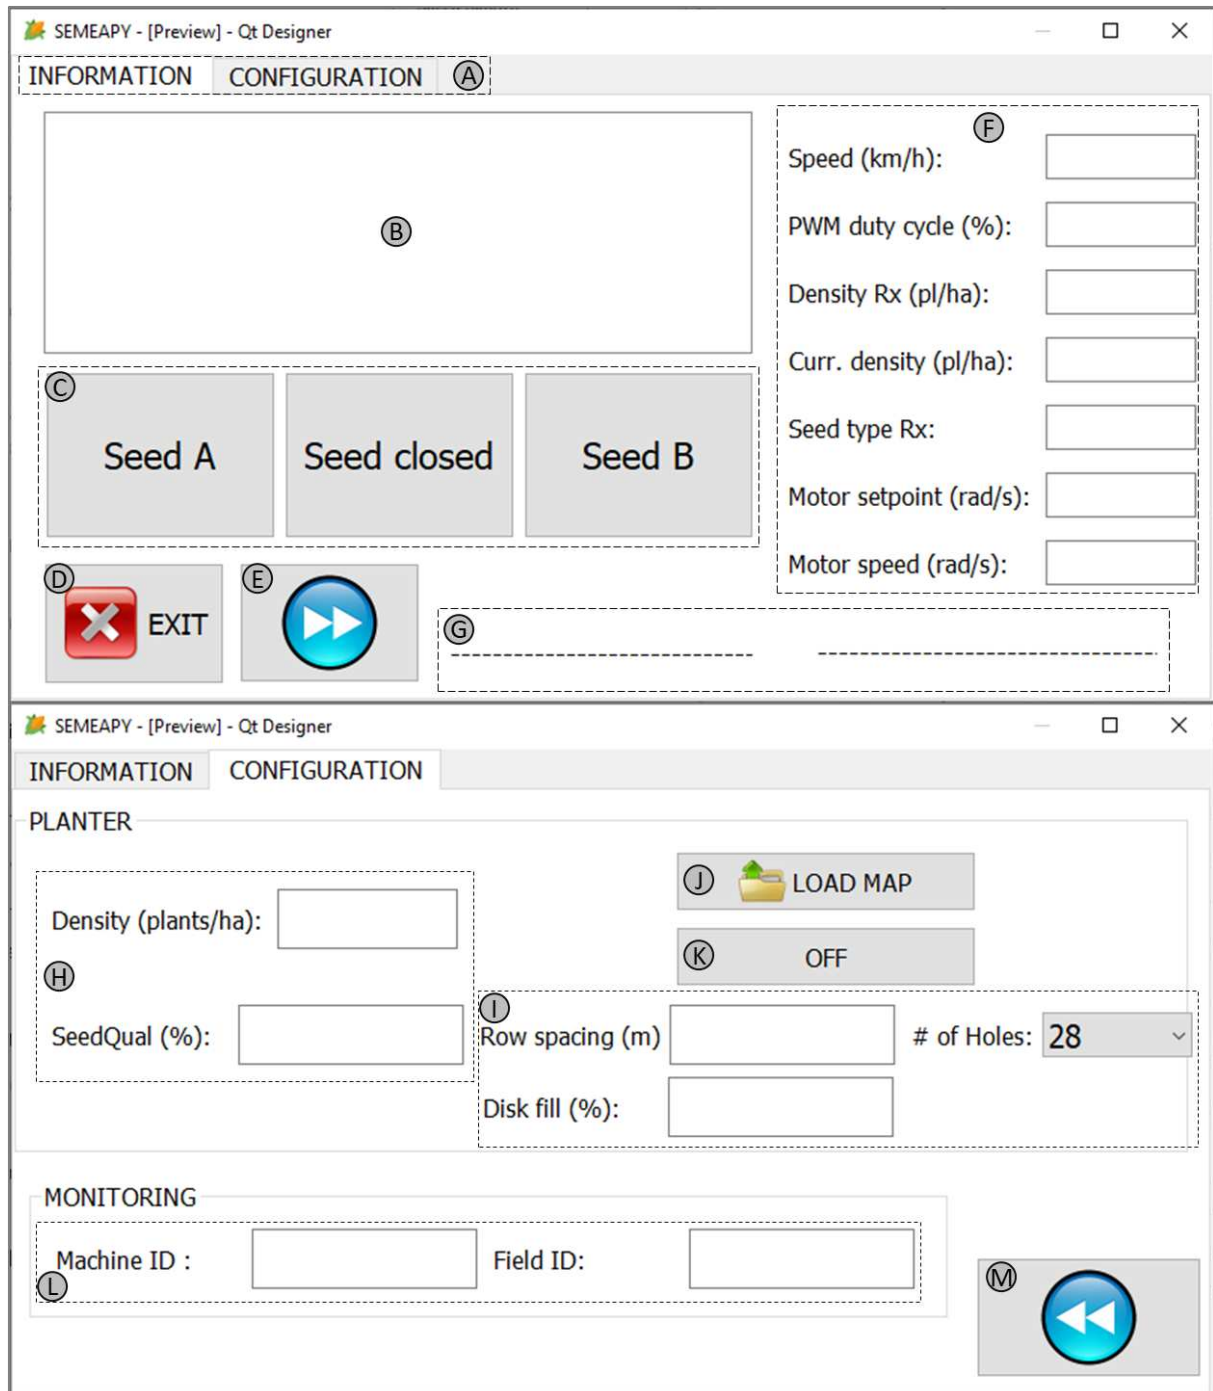 SEMEAPY - [Preview] - Qt Designer
INFORMATION CONFIGURATION A
F
Speed (km/h):
B
PWM duty cycle (%):
Density Rx (pl/ha):
Curr. density (pl/ha):
C
Seed A Seed closed Seed B
Seed type Rx:
Motor setpoint (rad/s):
Motor speed (rad/s):
D EXIT
E
G
SEMEAPY - [Preview] - Qt Designer
INFORMATION CONFIGURATION
PLANTER
J LOAD MAP
Density (plants/ha):
K OFF
H
I
SeedQual (%):
Row spacing (m) # of Holes: 28
Disk fill (%):
MONITORING
Machine ID : Field ID:
L
M